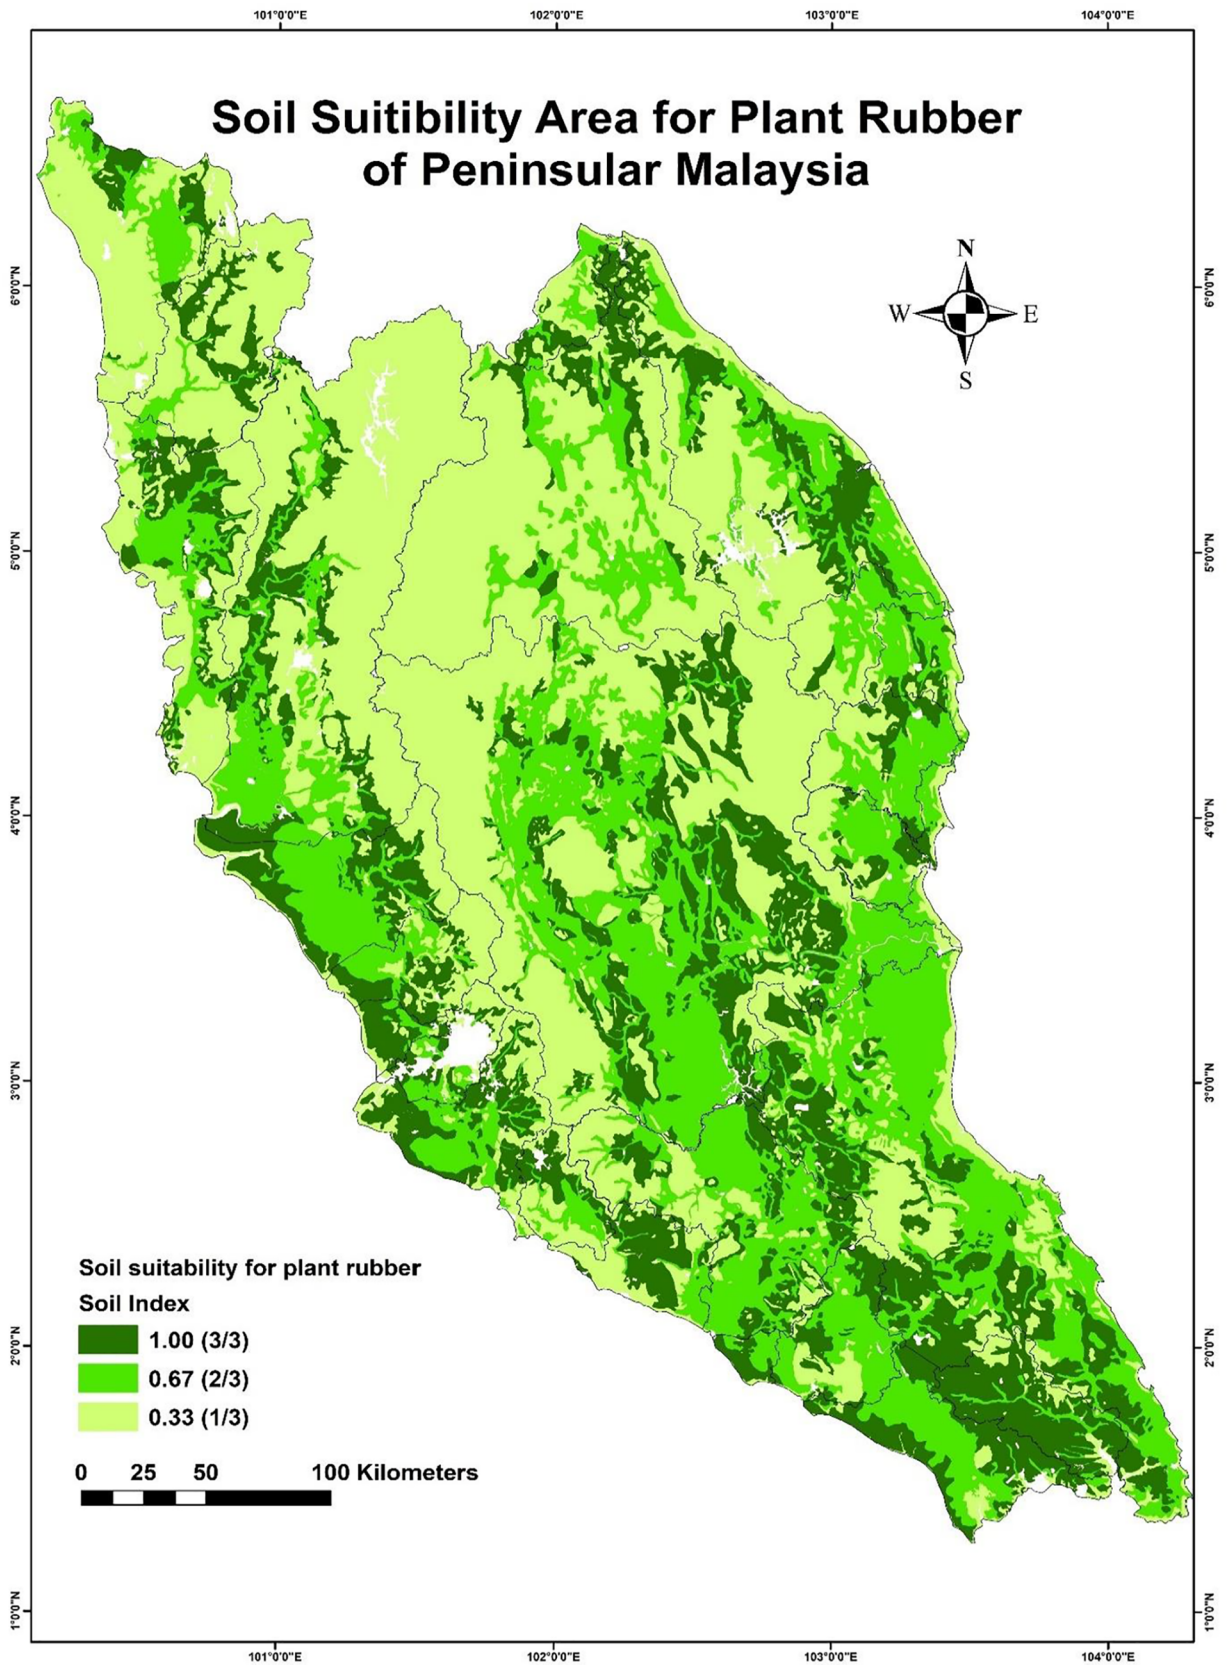 101°0'0"E 102°0'0"E 103°0'0"E 104°0'0"E
Soil Suitibility Area for Plant Rubber
of Peninsular Malaysia
N
W E
S
6°0'0"N 6°0'0"N
5°0'0"N 5°0'0"N
4°0'0"N 4°0'0"N
3°0'0"N 3°0'0"N
Soil suitability for plant rubber
Soil Index
1.00 (3/3)
2°0'0"N 2°0'0"N
0.67 (2/3)
0.33 (1/3)
0 25 50 100 Kilometers
1°0'0"N 1°0'0"N
101°0'0"E 102°0'0"E 103°0'0"E 104°0'0"E